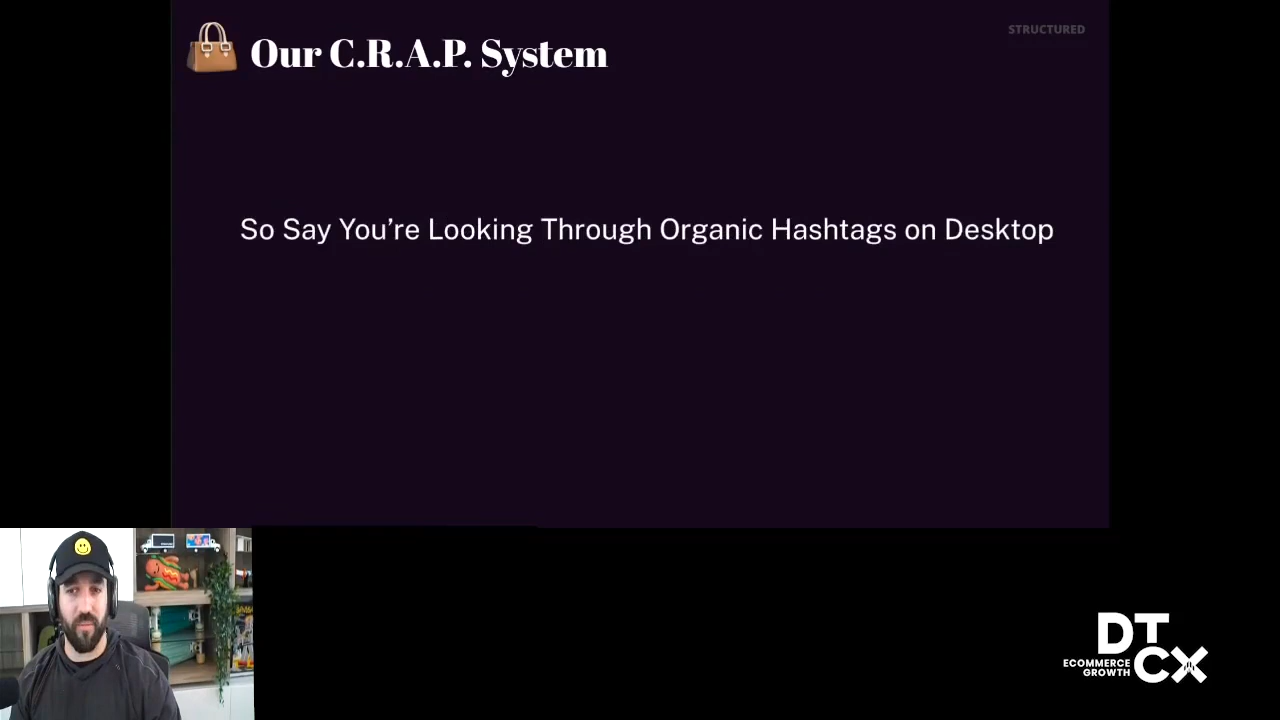 Our C.R.A.P. System
STRUCTURED
So Say You’re Looking Through Organic Hashtags on Desktop
DT
ECOMMERCE
GROWTH
CX